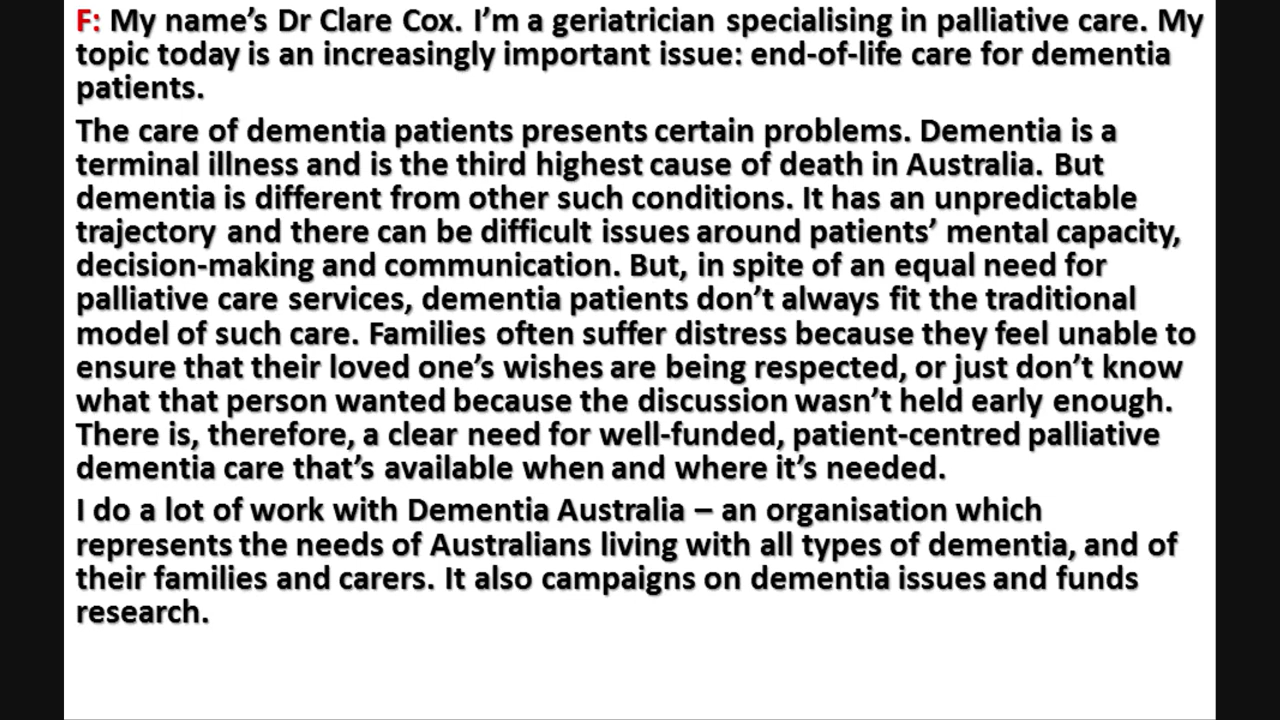 F: My name’s Dr Clare Cox. I’m a geriatrician specialising in palliative care. My
topic today is an increasingly important issue: end-of-life care for dementia
patients.
The care of dementia patients presents certain problems. Dementia is a
terminal illness and is the third highest cause of death in Australia. But
dementia is different from other such conditions. It has an unpredictable
trajectory and there can be difficult issues around patients’ mental capacity,
decision-making and communication. But, in spite of an equal need for
palliative care services, dementia patients don’t always fit the traditional
model of such care. Families often suffer distress because they feel unable to
ensure that their loved one’s wishes are being respected, or just don’t know
what that person wanted because the discussion wasn’t held early enough.
There is, therefore, a clear need for well-funded, patient-centred palliative
dementia care that’s available when and where it’s needed.
I do a lot of work with Dementia Australia – an organisation which
represents the needs of Australians living with all types of dementia, and of
their families and carers. It also campaigns on dementia issues and funds
research.